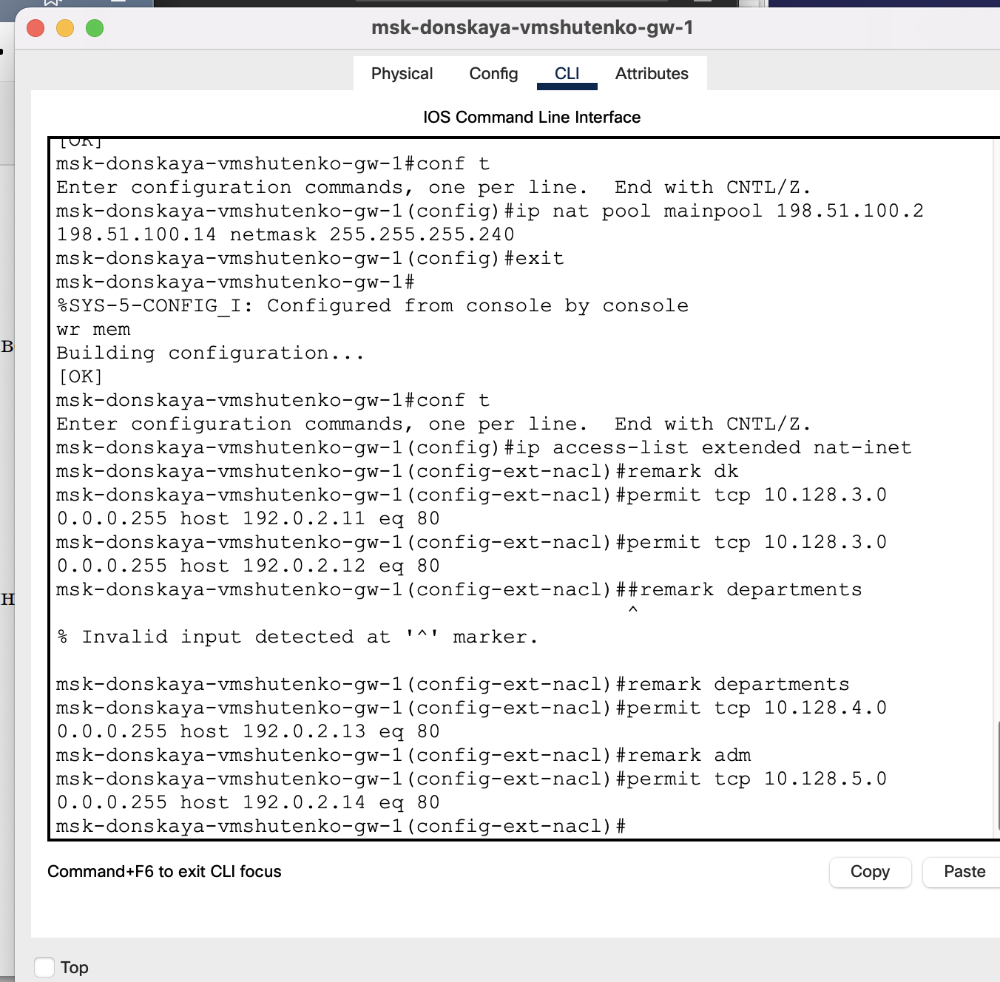 msk-donskaya-vmshutenko-gw-1
Physical Config CLI Attributes
IOS Command Line Interface
[OK]
msk-donskaya-vmshutenko-gw-1#conf t
Enter configuration commands, one per line.  End with CNTL/Z.
msk-donskaya-vmshutenko-gw-1(config)#ip nat pool mainpool 198.51.100.2
198.51.100.14 netmask 255.255.255.240
msk-donskaya-vmshutenko-gw-1(config)#exit
msk-donskaya-vmshutenko-gw-1#
%SYS-5-CONFIG_I: Configured from console by console
wr mem
Building configuration...
[OK]
msk-donskaya-vmshutenko-gw-1#conf t
Enter configuration commands, one per line.  End with CNTL/Z.
msk-donskaya-vmshutenko-gw-1(config)#ip access-list extended nat-inet
msk-donskaya-vmshutenko-gw-1(config-ext-nacl)#remark dk
msk-donskaya-vmshutenko-gw-1(config-ext-nacl)#permit tcp 10.128.3.0
0.0.0.255 host 192.0.2.11 eq 80
msk-donskaya-vmshutenko-gw-1(config-ext-nacl)#permit tcp 10.128.3.0
0.0.0.255 host 192.0.2.12 eq 80
msk-donskaya-vmshutenko-gw-1(config-ext-nacl)##remark departments
^
% Invalid input detected at '^' marker.
msk-donskaya-vmshutenko-gw-1(config-ext-nacl)#remark departments
msk-donskaya-vmshutenko-gw-1(config-ext-nacl)#permit tcp 10.128.4.0
0.0.0.255 host 192.0.2.13 eq 80
msk-donskaya-vmshutenko-gw-1(config-ext-nacl)#remark adm
msk-donskaya-vmshutenko-gw-1(config-ext-nacl)#permit tcp 10.128.5.0
0.0.0.255 host 192.0.2.14 eq 80
msk-donskaya-vmshutenko-gw-1(config-ext-nacl)#
Command+F6 to exit CLI focus
Copy Paste
Top